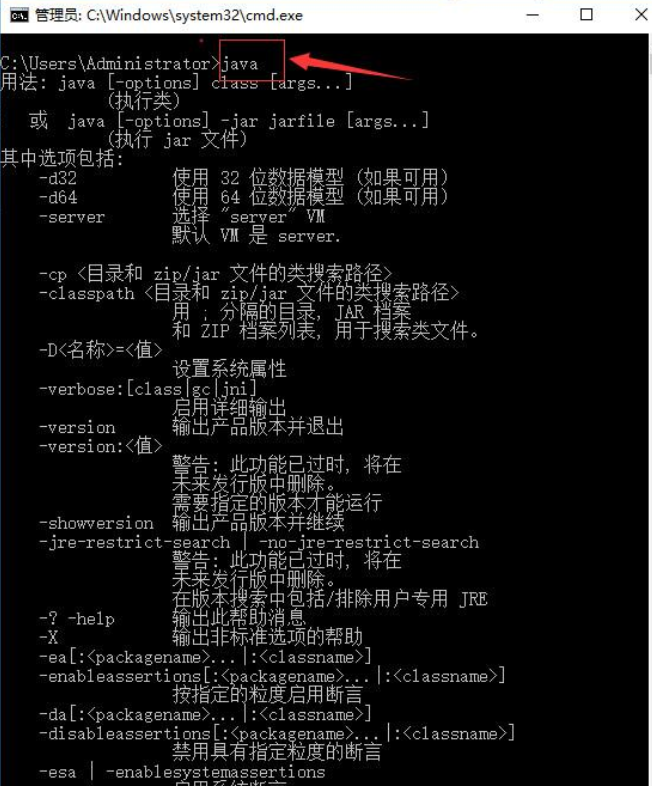 管理员: C:\Windows\system32\cmd.exe
C:\Users\Administrator>java
用法: java [-options] class [args...]
(执行类)
或 java [-options] -jar jarfile [args...]
(执行 jar 文件)
其中选项包括:
-d32 使用 32 位数据模型 (如果可用)
-d64 使用 64 位数据模型 (如果可用)
-server 选择 "server" VM
默认 VM 是 server.
-cp <目录和 zip/jar 文件的类搜索路径>
-classpath <目录和 zip/jar 文件的类搜索路径>
用 ; 分隔的目录, JAR 档案
和 ZIP 档案列表, 用于搜索类文件。
-D<名称>=<值>
设置系统属性
-verbose:[class|gc|jni]
启用详细输出
-version 输出产品版本并退出
-version:<值>
警告: 此功能已过时, 将在
未来发行版中删除。
需要指定的版本才能运行
-showversion 输出产品版本并继续
-jre-restrict-search | -no-jre-restrict-search
警告: 此功能已过时, 将在
未来发行版中删除。
在版本搜索中包括/排除用户专用 JRE
-? -help 输出此帮助消息
-X 输出非标准选项的帮助
-ea[:<packagename>...|:<classname>]
-enableassertions[:<packagename>...|:<classname>]
按指定的粒度启用断言
-da[:<packagename>...|:<classname>]
-disableassertions[:<packagename>...|:<classname>]
禁用具有指定粒度的断言
-esa | -enablesystemassertions
启用系统断言